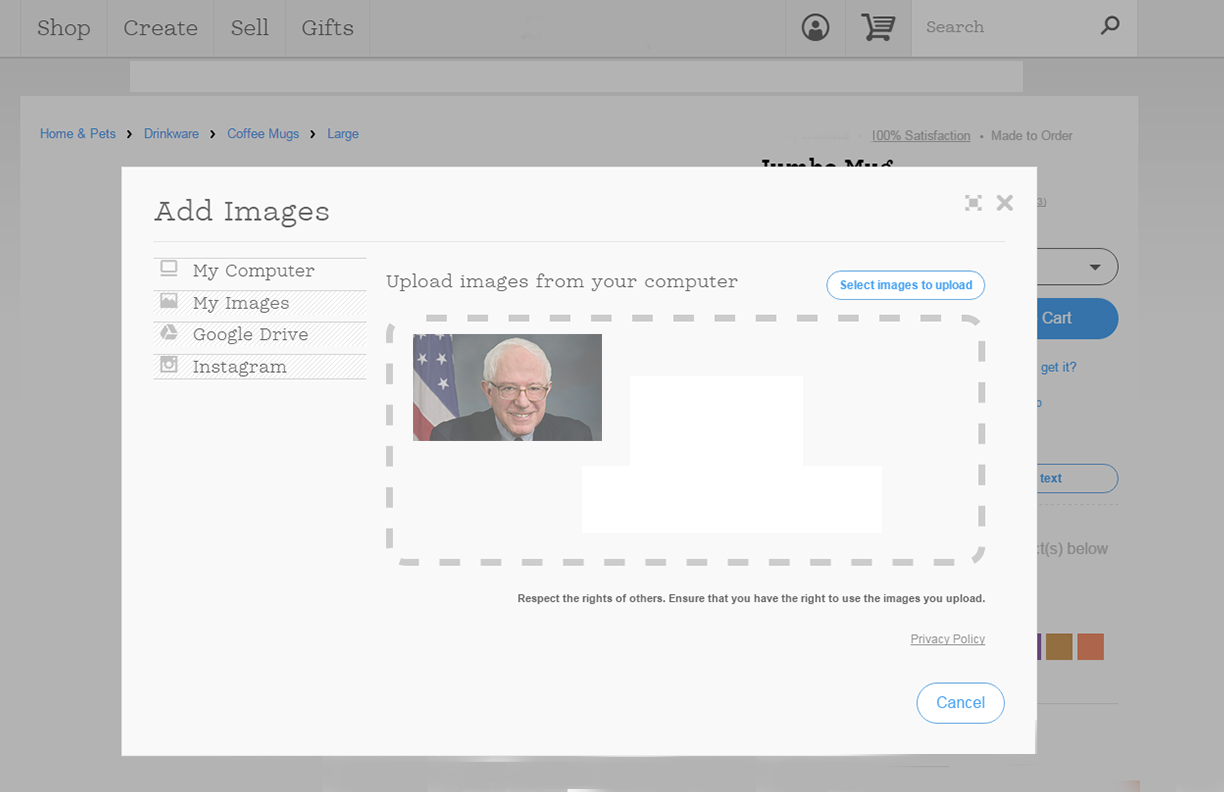 Shop Create Sell Gifts Search
Home & Pets > Drinkware > Coffee Mugs > Large
100% Satisfaction • Made to Order
Jumbo Mug
Add Images
3)
My Computer
Upload images from your computer
Select images to upload
My Images
Google Drive
Instagram
Cart
get it?
text
t(s) below
Respect the rights of others. Ensure that you have the right to use the images you upload.
Privacy Policy
Cancel